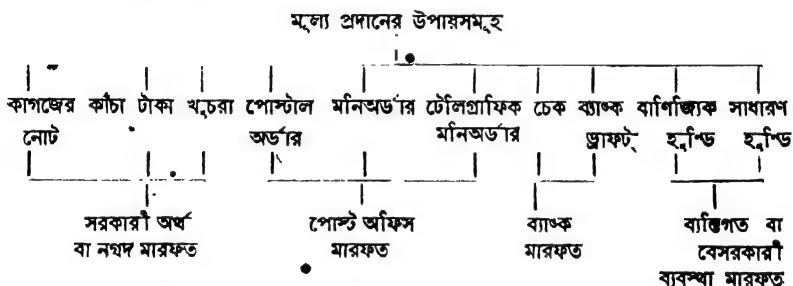 মূল্য প্রদানের উপায়সমূহ
কাগজের কাঁচা টাকা খুচরা পোস্টাল মনিঅর্ডার টেলিগ্রাফিক চেক ব্যাঙ্ক বাণিজ্যিক সাধারণ
নোট অর্ডার মনিঅর্ডার ড্রাফট্ হুণ্ডি হুণ্ডি
সরকারী অর্থ পোস্ট অফিস ব্যাঙ্ক ব্যক্তিগত বা
বা নগদ মারফত মারফত মারফত বেসরকারী
ব্যবস্থা মারফত